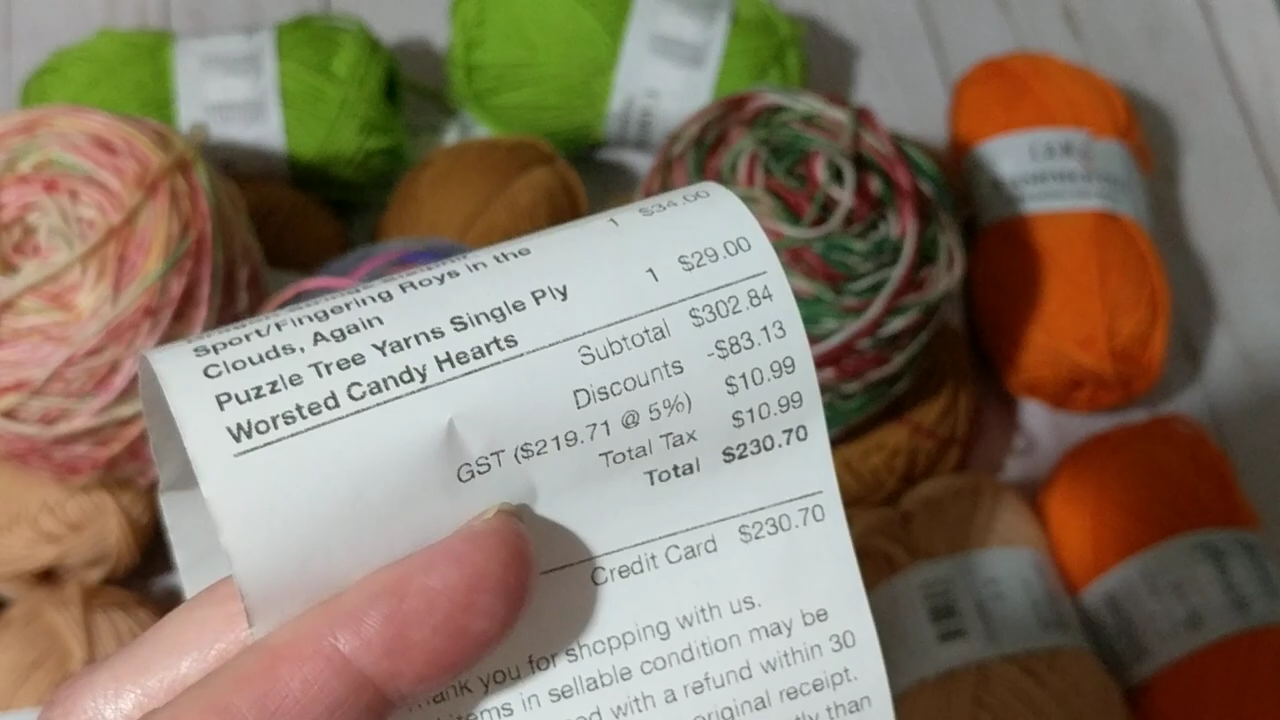 1 $34.00
Sport/Fingering Roys in the
Clouds, Again
Puzzle Tree Yarns Single Ply 1 $29.00
Worsted Candy Hearts
Subtotal $302.84
Discounts -$83.13
GST ($219.71 @ 5%) $10.99
Total Tax $10.99
Total $230.70
Credit Card $230.70
you for shopping with us.
in sellable condition may be
with a refund within 30
original receipt.
than